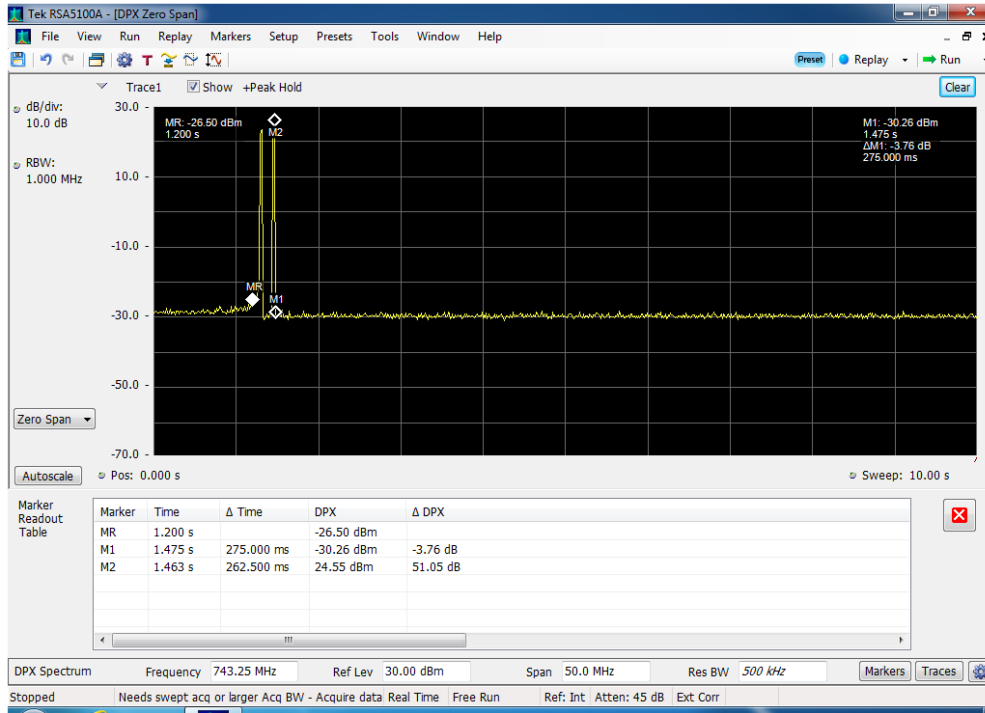 Tek RSA5100A - [DPX Zero Span]
File View Run Replay Markers Setup Presets Tools Window Help
T Preset Replay Run
Trace1 Show +Peak Hold Clear
dB/div:
10.0 dB
RBW:
1.000 MHz
30.0 -
10.0 -
-10.0 -
-30.0 -
-50.0 -
-70.0 -
MR: -26.50 dBm
1.200 s
M2
M1: -30.26 dBm
1.475 s
ΔM1: -3.76 dB
275.000 ms
MR
M1
Zero Span
Autoscale Pos: 0.000 s Sweep: 10.00 s
Marker
Readout
Table
Marker Time Δ Time DPX Δ DPX
MR 1.200 s -26.50 dBm
M1 1.475 s 275.000 ms -30.26 dBm -3.76 dB
M2 1.463 s 262.500 ms 24.55 dBm 51.05 dB
DPX Spectrum Frequency 743.25 MHz Ref Lev 30.00 dBm Span 50.0 MHz Res BW 500 kHz Markers Traces
Stopped Needs swept acq or larger Acq BW - Acquire data Real Time Free Run Ref: Int Atten: 45 dB Ext Corr